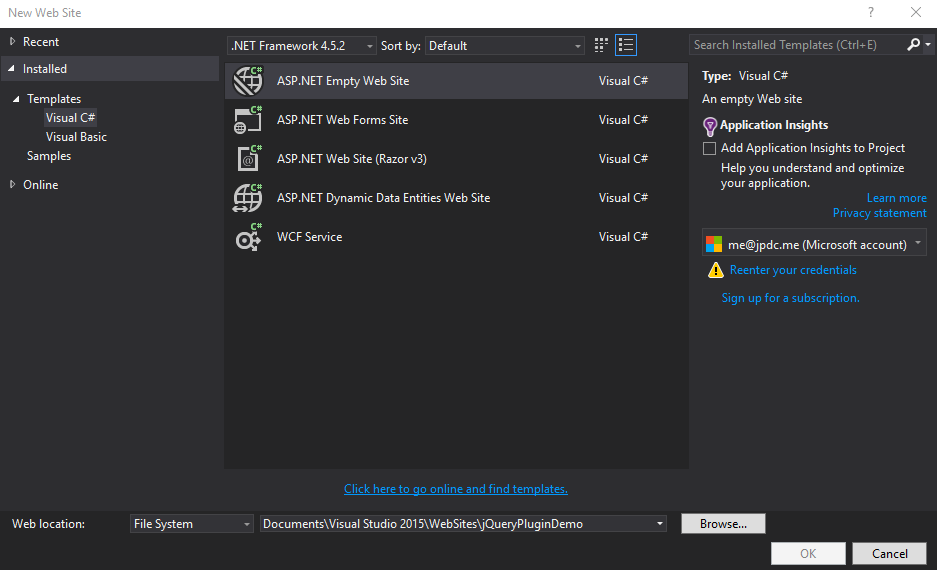 New Web Site ?
Recent
Installed
Templates
Visual C#
Visual Basic
Samples
Online
.NET Framework 4.5.2 Sort by: Default
C# ASP.NET Empty Web Site Visual C#
C# ASP.NET Web Forms Site Visual C#
C# @ ASP.NET Web Site (Razor v3) Visual C#
C# ASP.NET Dynamic Data Entities Web Site Visual C#
C# WCF Service Visual C#
Click here to go online and find templates.
Search Installed Templates (Ctrl+E)
Type: Visual C#
An empty Web site
Application Insights
Add Application Insights to Project
Help you understand and optimize
your application.
Learn more
Privacy statement
me@jpdc.me (Microsoft account)
Reenter your credentials
Sign up for a subscription.
Web location: File System Documents\Visual Studio 2015\WebSites\jQueryPluginDemo Browse...
OK Cancel